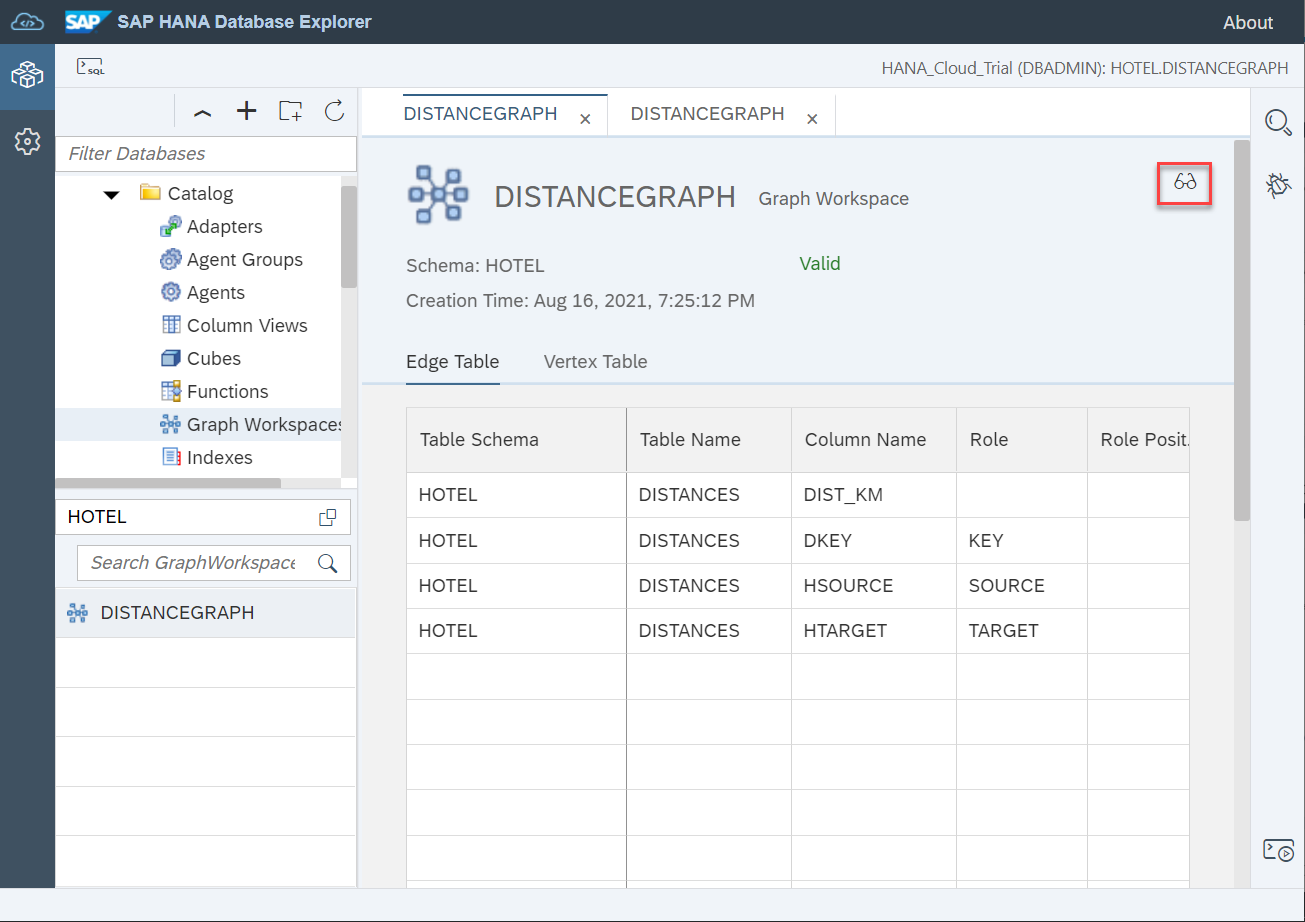 SAP SAP HANA Database Explorer About
SQL HANA_Cloud_Trial (DBADMIN): HOTEL.DISTANCEGRAPH
DISTANCEGRAPH × DISTANCEGRAPH ×
Filter Databases
Catalog
Adapters
Agent Groups
Agents
Column Views
Cubes
Functions
Graph Workspaces
Indexes
HOTEL
Search GraphWorkspace
DISTANCEGRAPH
DISTANCEGRAPH Graph Workspace
Schema: HOTEL Valid
Creation Time: Aug 16, 2021, 7:25:12 PM
Edge Table Vertex Table
Table Schema Table Name Column Name Role Role Posit.
HOTEL DISTANCES DIST_KM
HOTEL DISTANCES DKEY KEY
HOTEL DISTANCES HSOURCE SOURCE
HOTEL DISTANCES HTARGET TARGET